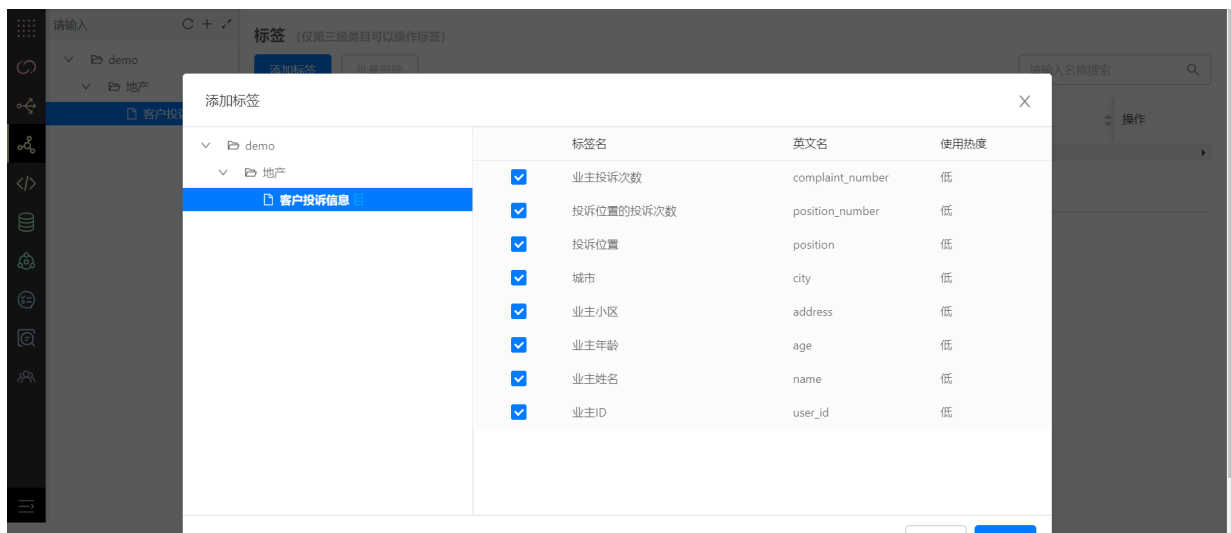 请输入
标签 (仅第三级类目可以操作标签)
demo
添加标签 批量删除
请输入名称搜索
地产
客户投诉
操作
添加标签
demo
地产
客户投诉信息
标签名 英文名 使用热度
业主投诉次数 complaint_number 低
投诉位置的投诉次数 position_number 低
投诉位置 position 低
城市 city 低
业主小区 address 低
业主年龄 age 低
业主姓名 name 低
业主ID user_id 低